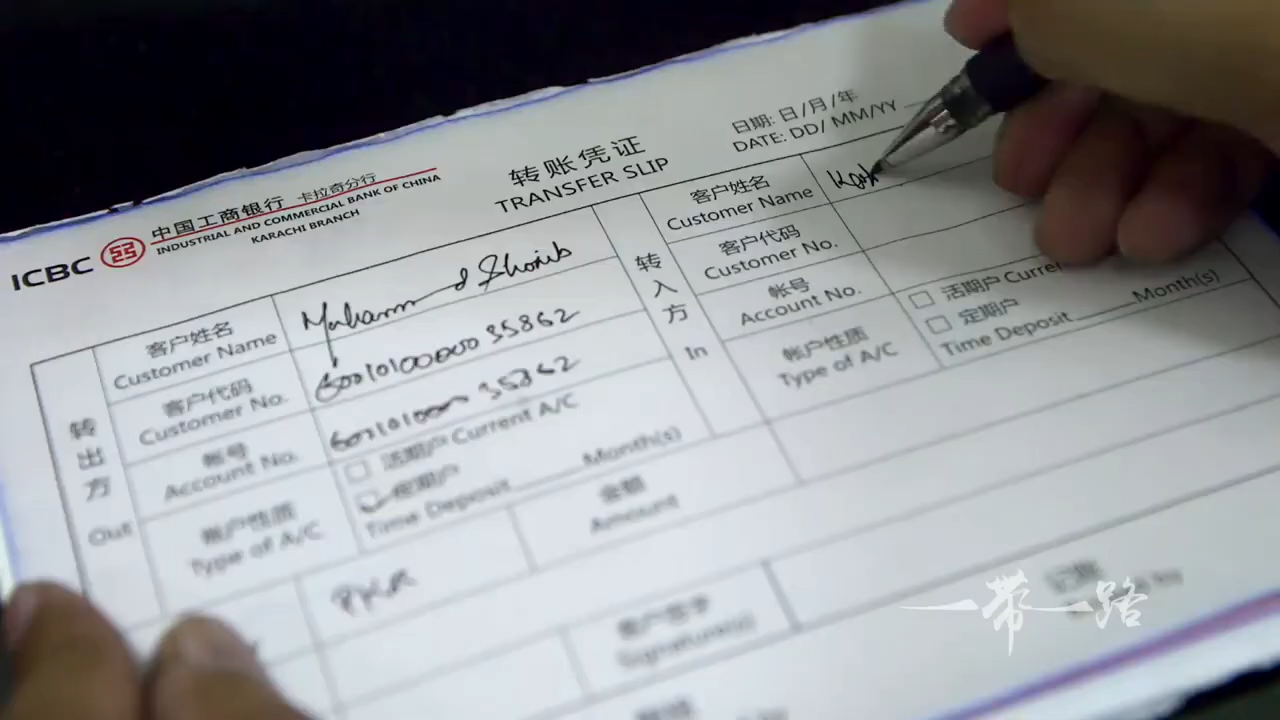 ICBC 中国工商银行 卡拉奇分行
INDUSTRIAL AND COMMERCIAL BANK OF CHINA
KARACHI BRANCH
转账凭证
TRANSFER SLIP
日期: 日/月/年
DATE: DD/ MM/YY
转出方
Out
客户姓名
Customer Name
Muhammad Shoaib
客户代码
Customer No.
帐号
Account No.
帐户性质
Type of A/C
活期户 Current A/C
定期户
Time Deposit Month(s)
转入方
In
客户姓名
Customer Name
客户代码
Customer No.
帐号
Account No.
帐户性质
Type of A/C
活期户 Curre
定期户
Time Deposit Month(s)
PKR
金额
Amount
Signature(s)
一带一路